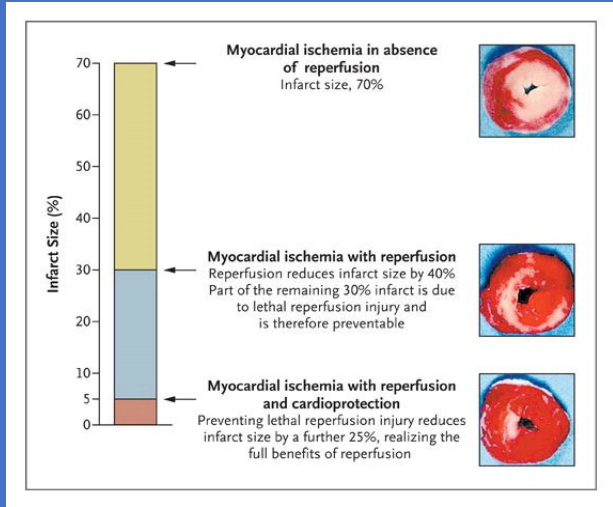 Myocardial ischemia in absence
of reperfusion
Infarct size, 70%
Infarct Size (%)
70
60
50
40
30
20
10
5
0
Myocardial ischemia with reperfusion
Reperfusion reduces infarct size by 40%
Part of the remaining 30% infarct is due
to lethal reperfusion injury and
is therefore preventable
Myocardial ischemia with reperfusion
and cardioprotection
Preventing lethal reperfusion injury reduces
infarct size by a further 25%, realizing the
full benefits of reperfusion